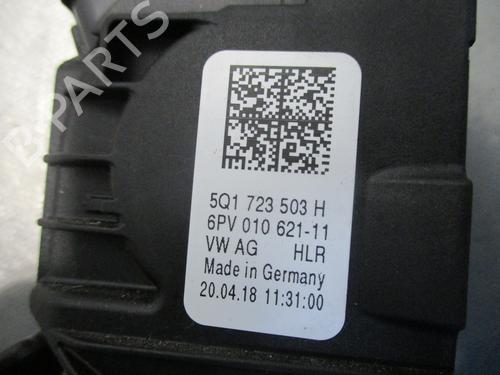 B-PARTS
5Q1 723 503 H
6PV 010 621-11
VW AG HLR
Made in Germany
20.04.18 11:31:00